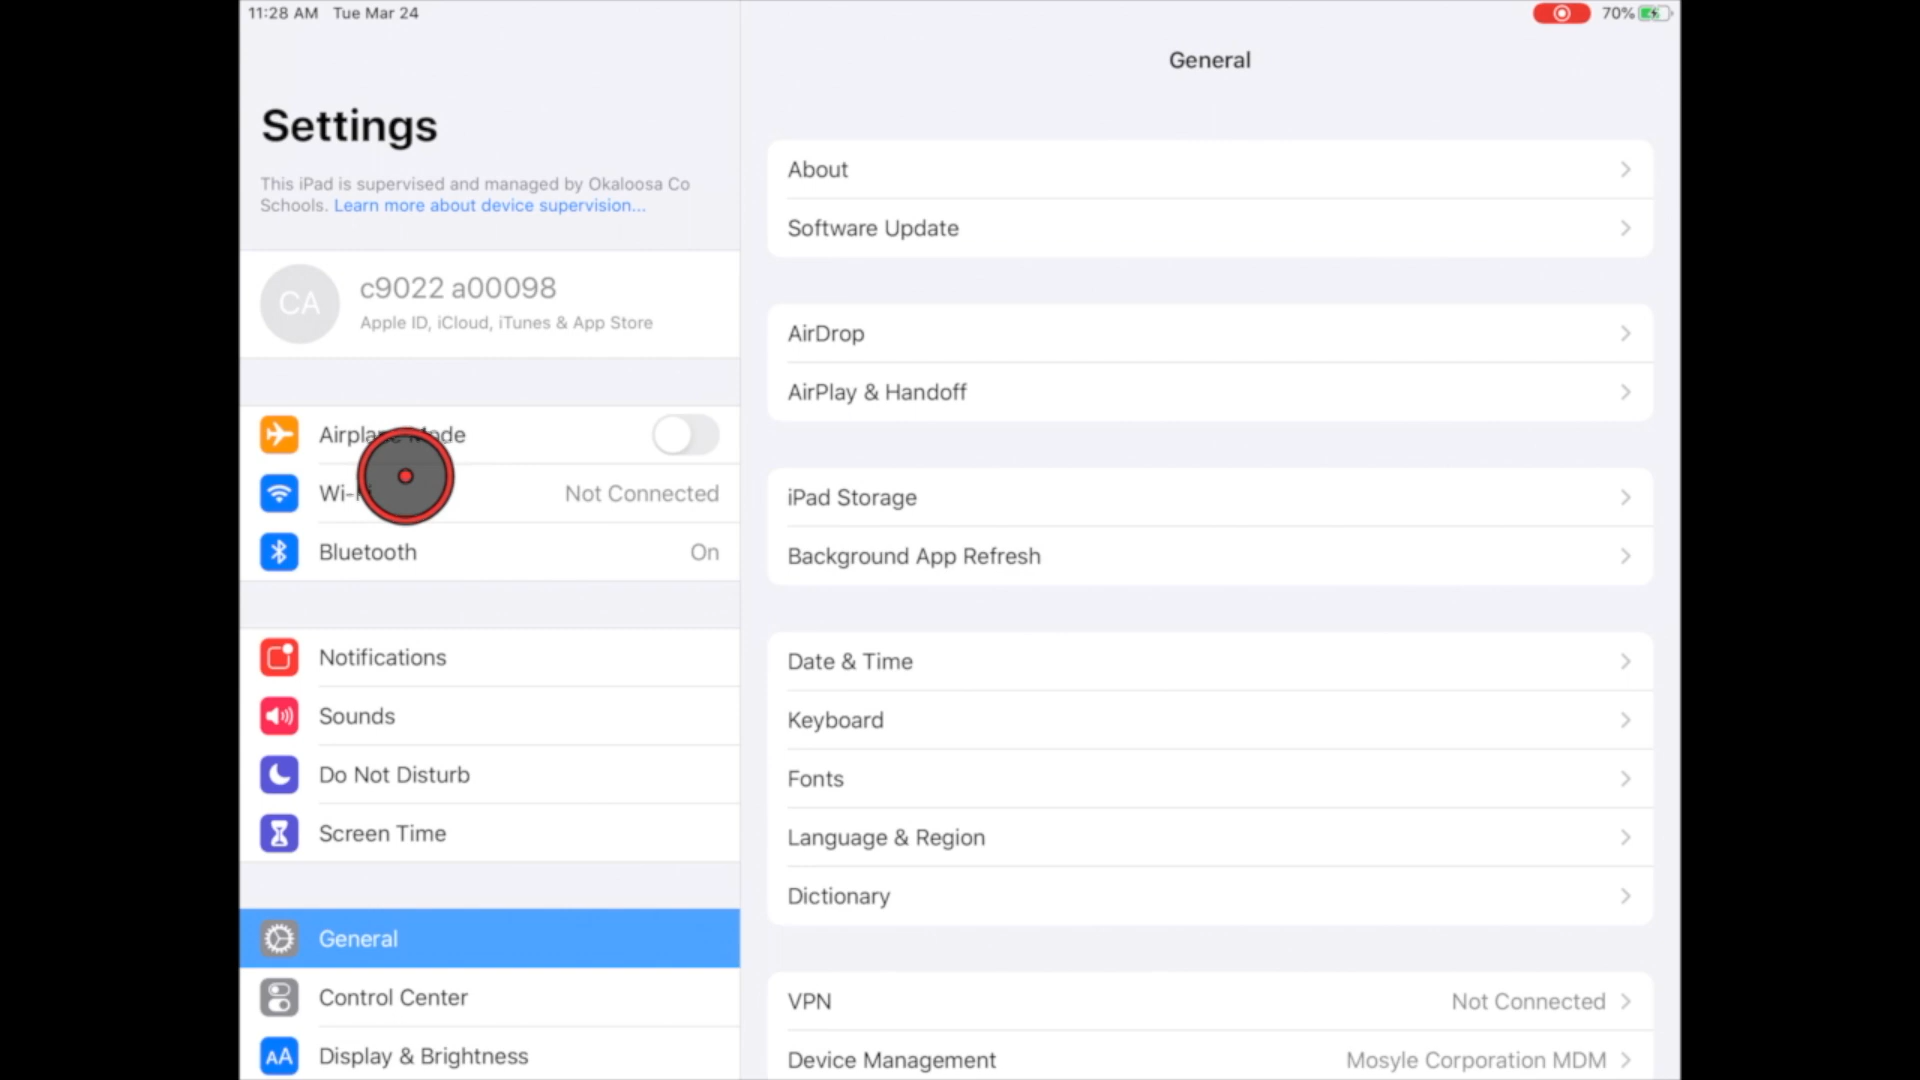 11:28 AM Tue Mar 24
70%
General
Settings
This iPad is supervised and managed by Okaloosa Co
Schools. Learn more about device supervision...
CA
c9022 a00098
Apple ID, iCloud, iTunes & App Store
Airplane Mode
Wi-Fi Not Connected
Bluetooth On
Notifications
Sounds
Do Not Disturb
Screen Time
General
Control Center
AA Display & Brightness
About
Software Update
AirDrop
AirPlay & Handoff
iPad Storage
Background App Refresh
Date & Time
Keyboard
Fonts
Language & Region
Dictionary
VPN Not Connected
Device Management Mosyle Corporation MDM